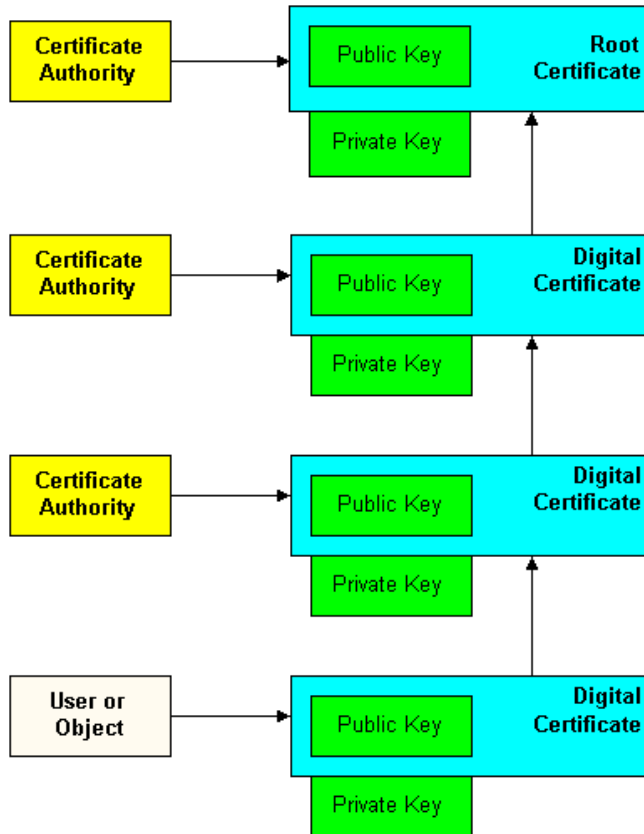 Certificate
Authority
Public Key
Root
Certificate
Private Key
Certificate
Authority
Public Key
Digital
Certificate
Private Key
Certificate
Authority
Public Key
Digital
Certificate
Private Key
User or
Object
Public Key
Digital
Certificate
Private Key